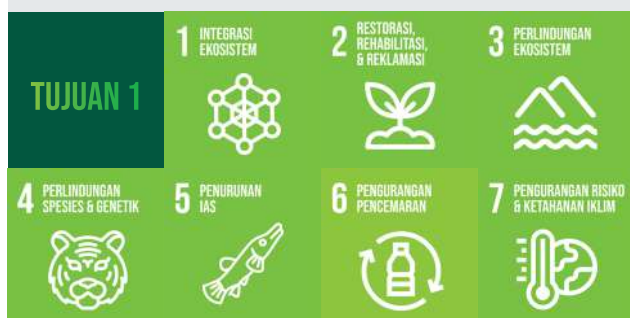 TUJUAN 1
1 INTEGRASI
EKOSISTEM
2 RESTORASI,
REHABILITASI,
& REKLAMASI
3 PERLINDUNGAN
EKOSISTEM
4 PERLINDUNGAN
SPESIES & GENETIK
5 PENURUNAN
IAS
6 PENGURANGAN
PENCEMARAN
7 PENGURANGAN RISIKO
& KETAHANAN IKLIM